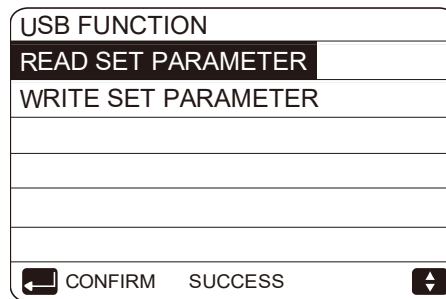 USB FUNCTION
READ SET PARAMETER
WRITE SET PARAMETER
CONFIRM SUCCESS